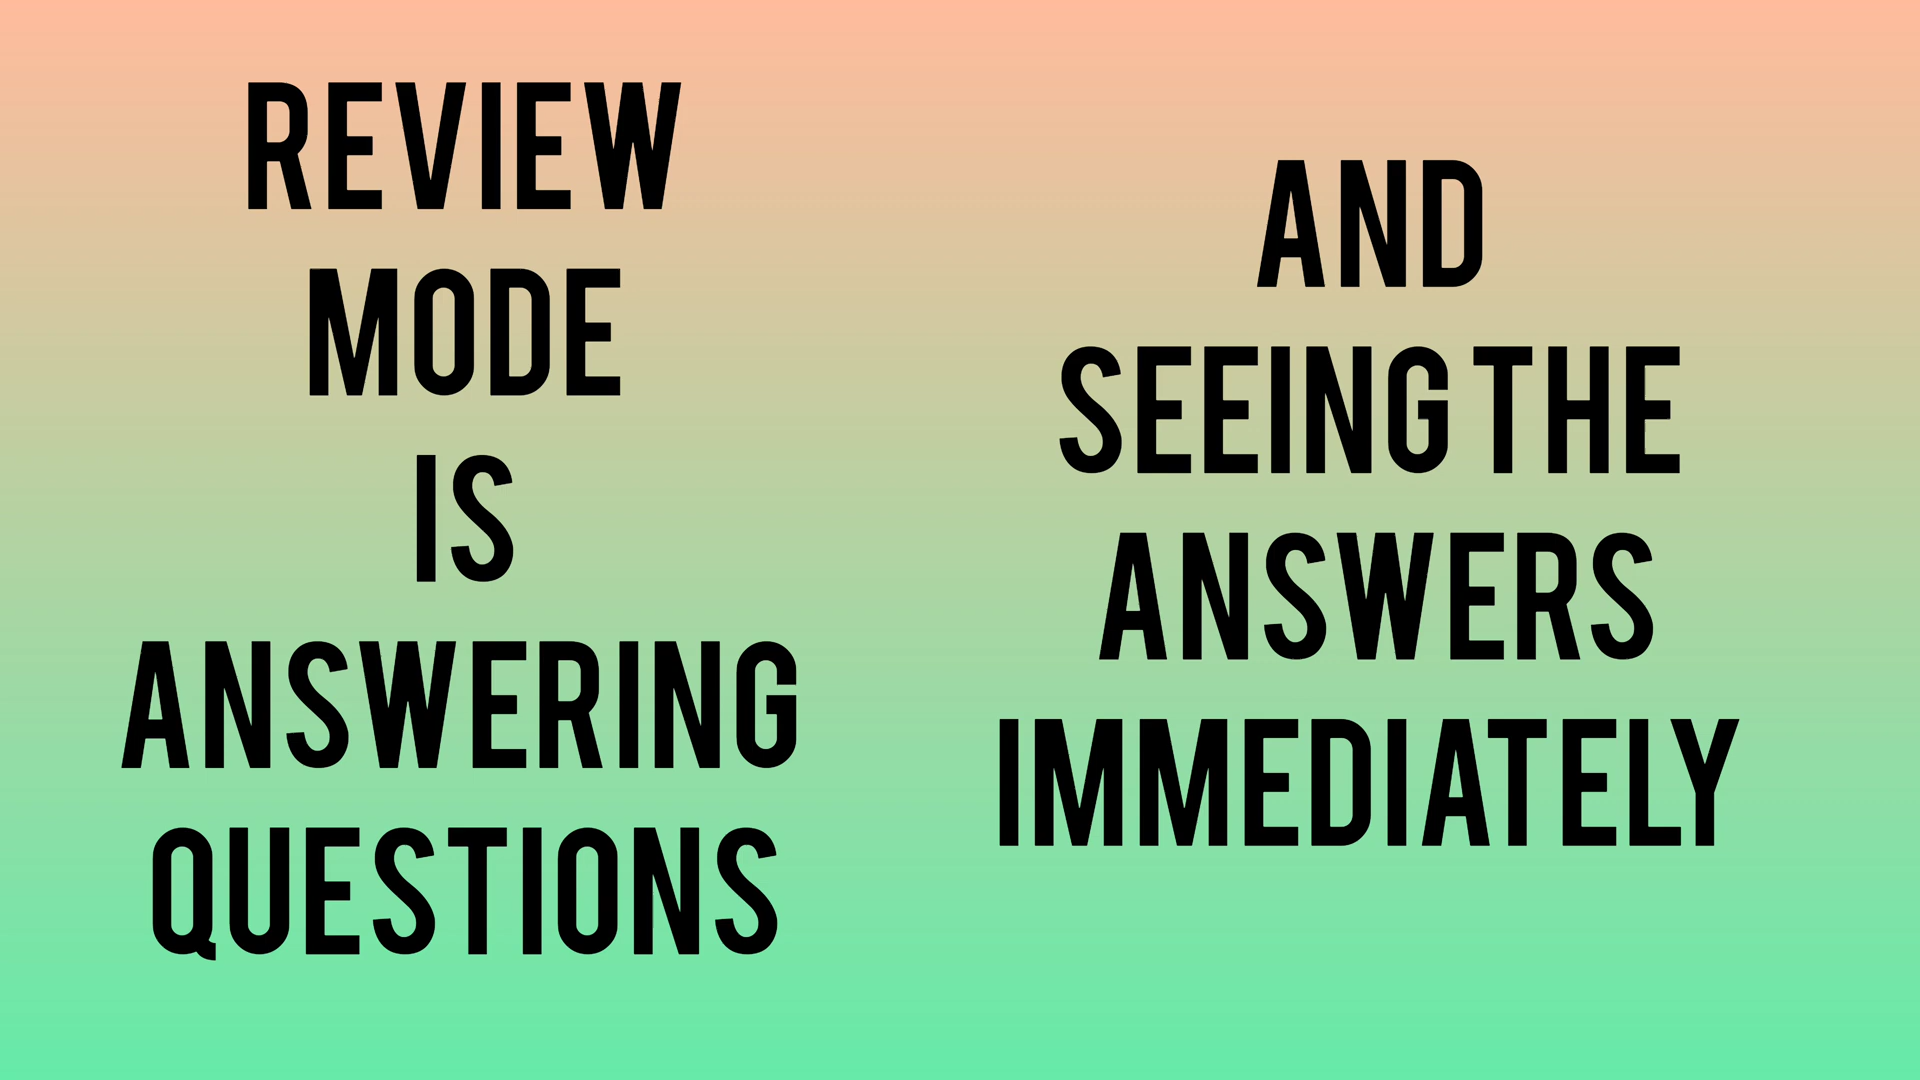 REVIEW
MODE
IS
ANSWERING
QUESTIONS
AND
SEEING THE
ANSWERS
IMMEDIATELY